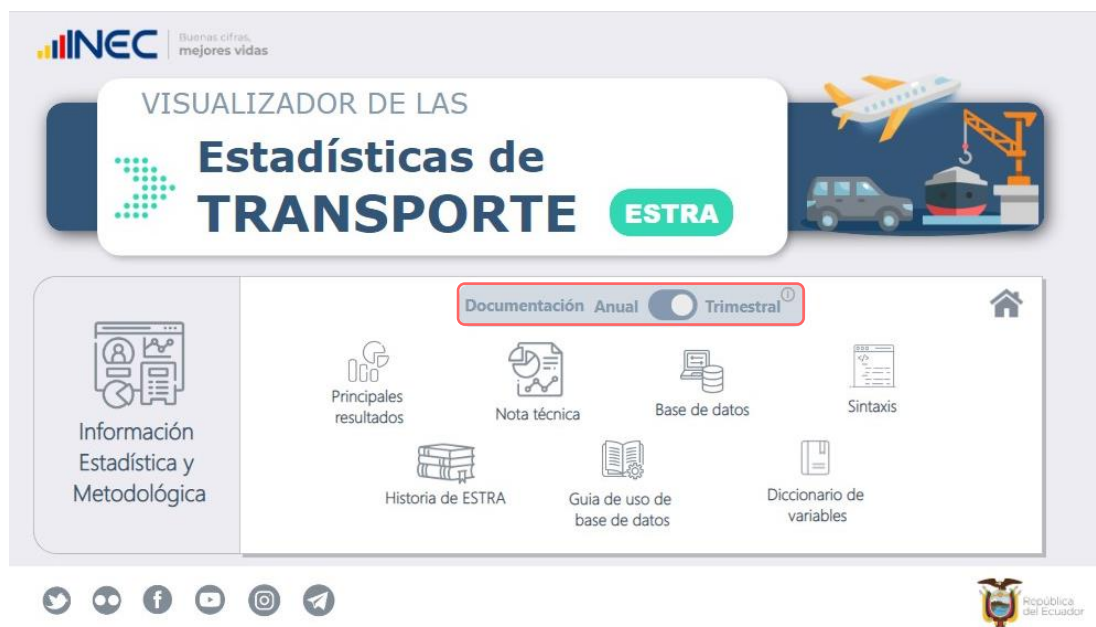 INEC
Buenas cifras,
mejores vidas
VISUALIZADOR DE LAS
Estadísticas de
TRANSPORTE ESTRA
Documentación Anual Trimestral
Información
Estadística y
Metodológica
Principales
resultados
Nota técnica
Base de datos
Sintaxis
Historia de ESTRA
Guia de uso de
base de datos
Diccionario de
variables
República
del Ecuador